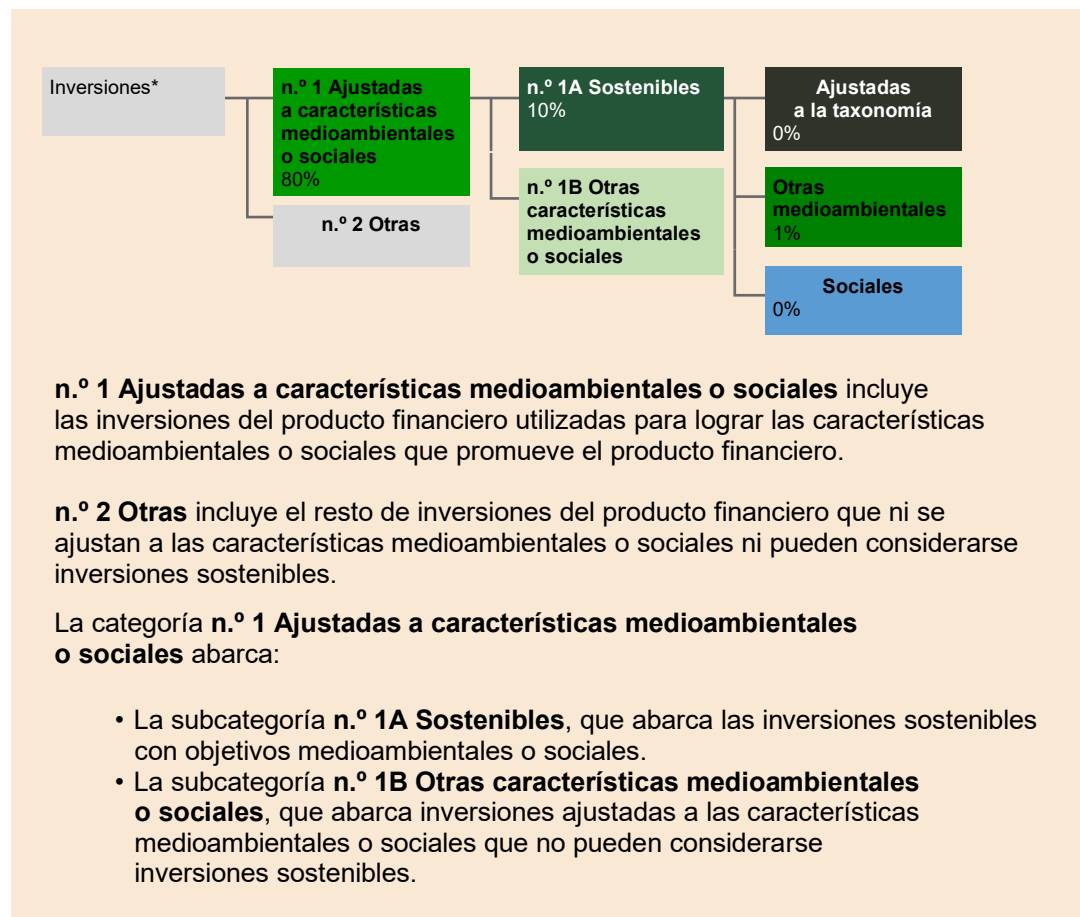 Inversiones*
n.º 1 Ajustadas
a características
medioambientales
o sociales
80%
n.º 2 Otras
n.º 1A Sostenibles
10%
n.º 1B Otras
características
medioambientales
o sociales
Ajustadas
a la taxonomía
0%
Otras
medioambientales
1%
Sociales
0%
n.º 1 Ajustadas a características medioambientales o sociales incluye
las inversiones del producto financiero utilizadas para lograr las características
medioambientales o sociales que promueve el producto financiero.
n.º 2 Otras incluye el resto de inversiones del producto financiero que ni se
ajustan a las características medioambientales o sociales ni pueden considerarse
inversiones sostenibles.
La categoría n.º 1 Ajustadas a características medioambientales
o sociales abarca:
• La subcategoría n.º 1A Sostenibles, que abarca las inversiones sostenibles
con objetivos medioambientales o sociales.
• La subcategoría n.º 1B Otras características medioambientales
o sociales, que abarca inversiones ajustadas a las características
medioambientales o sociales que no pueden considerarse
inversiones sostenibles.